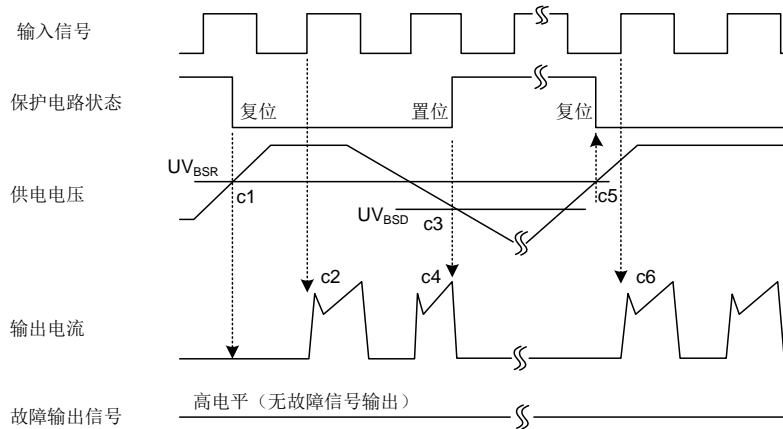 输入信号
保护电路状态
复位
置位
复位
UVBSR
供电电压
c1
c5
UVBSD
c3
c2
c4
c6
输出电流
高电平（无故障信号输出）
故障输出信号